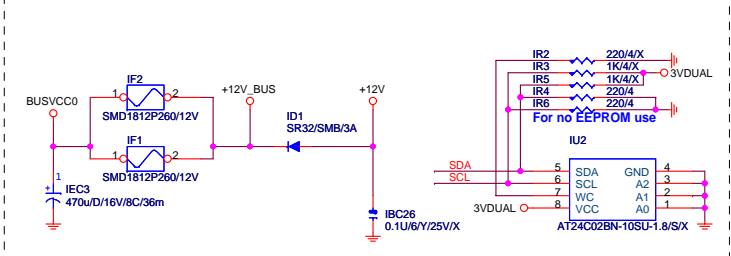 IF2
1 2
SMD1812P260/12V
BUSVCC0
+12V_BUS
+12V
ID1
SR32/SMB/3A
IF1
1 2
SMD1812P260/12V
1
+
IEC3
470u/D/16V/8C/36m
IBC26
0.1U/6/Y/25V/X
IR2 220/4/X
IR3 1K/4/X
3VDUAL
IR5 1K/4/X
IR4 220/4
IR6 220/4
For no EEPROM use
IU2
SDA 5 SDA GND 4
SCL 6 SCL A2 3
7 WC A1 2
3VDUAL 8 VCC A0 1
AT24C02BN-10SU-1.8/S/X